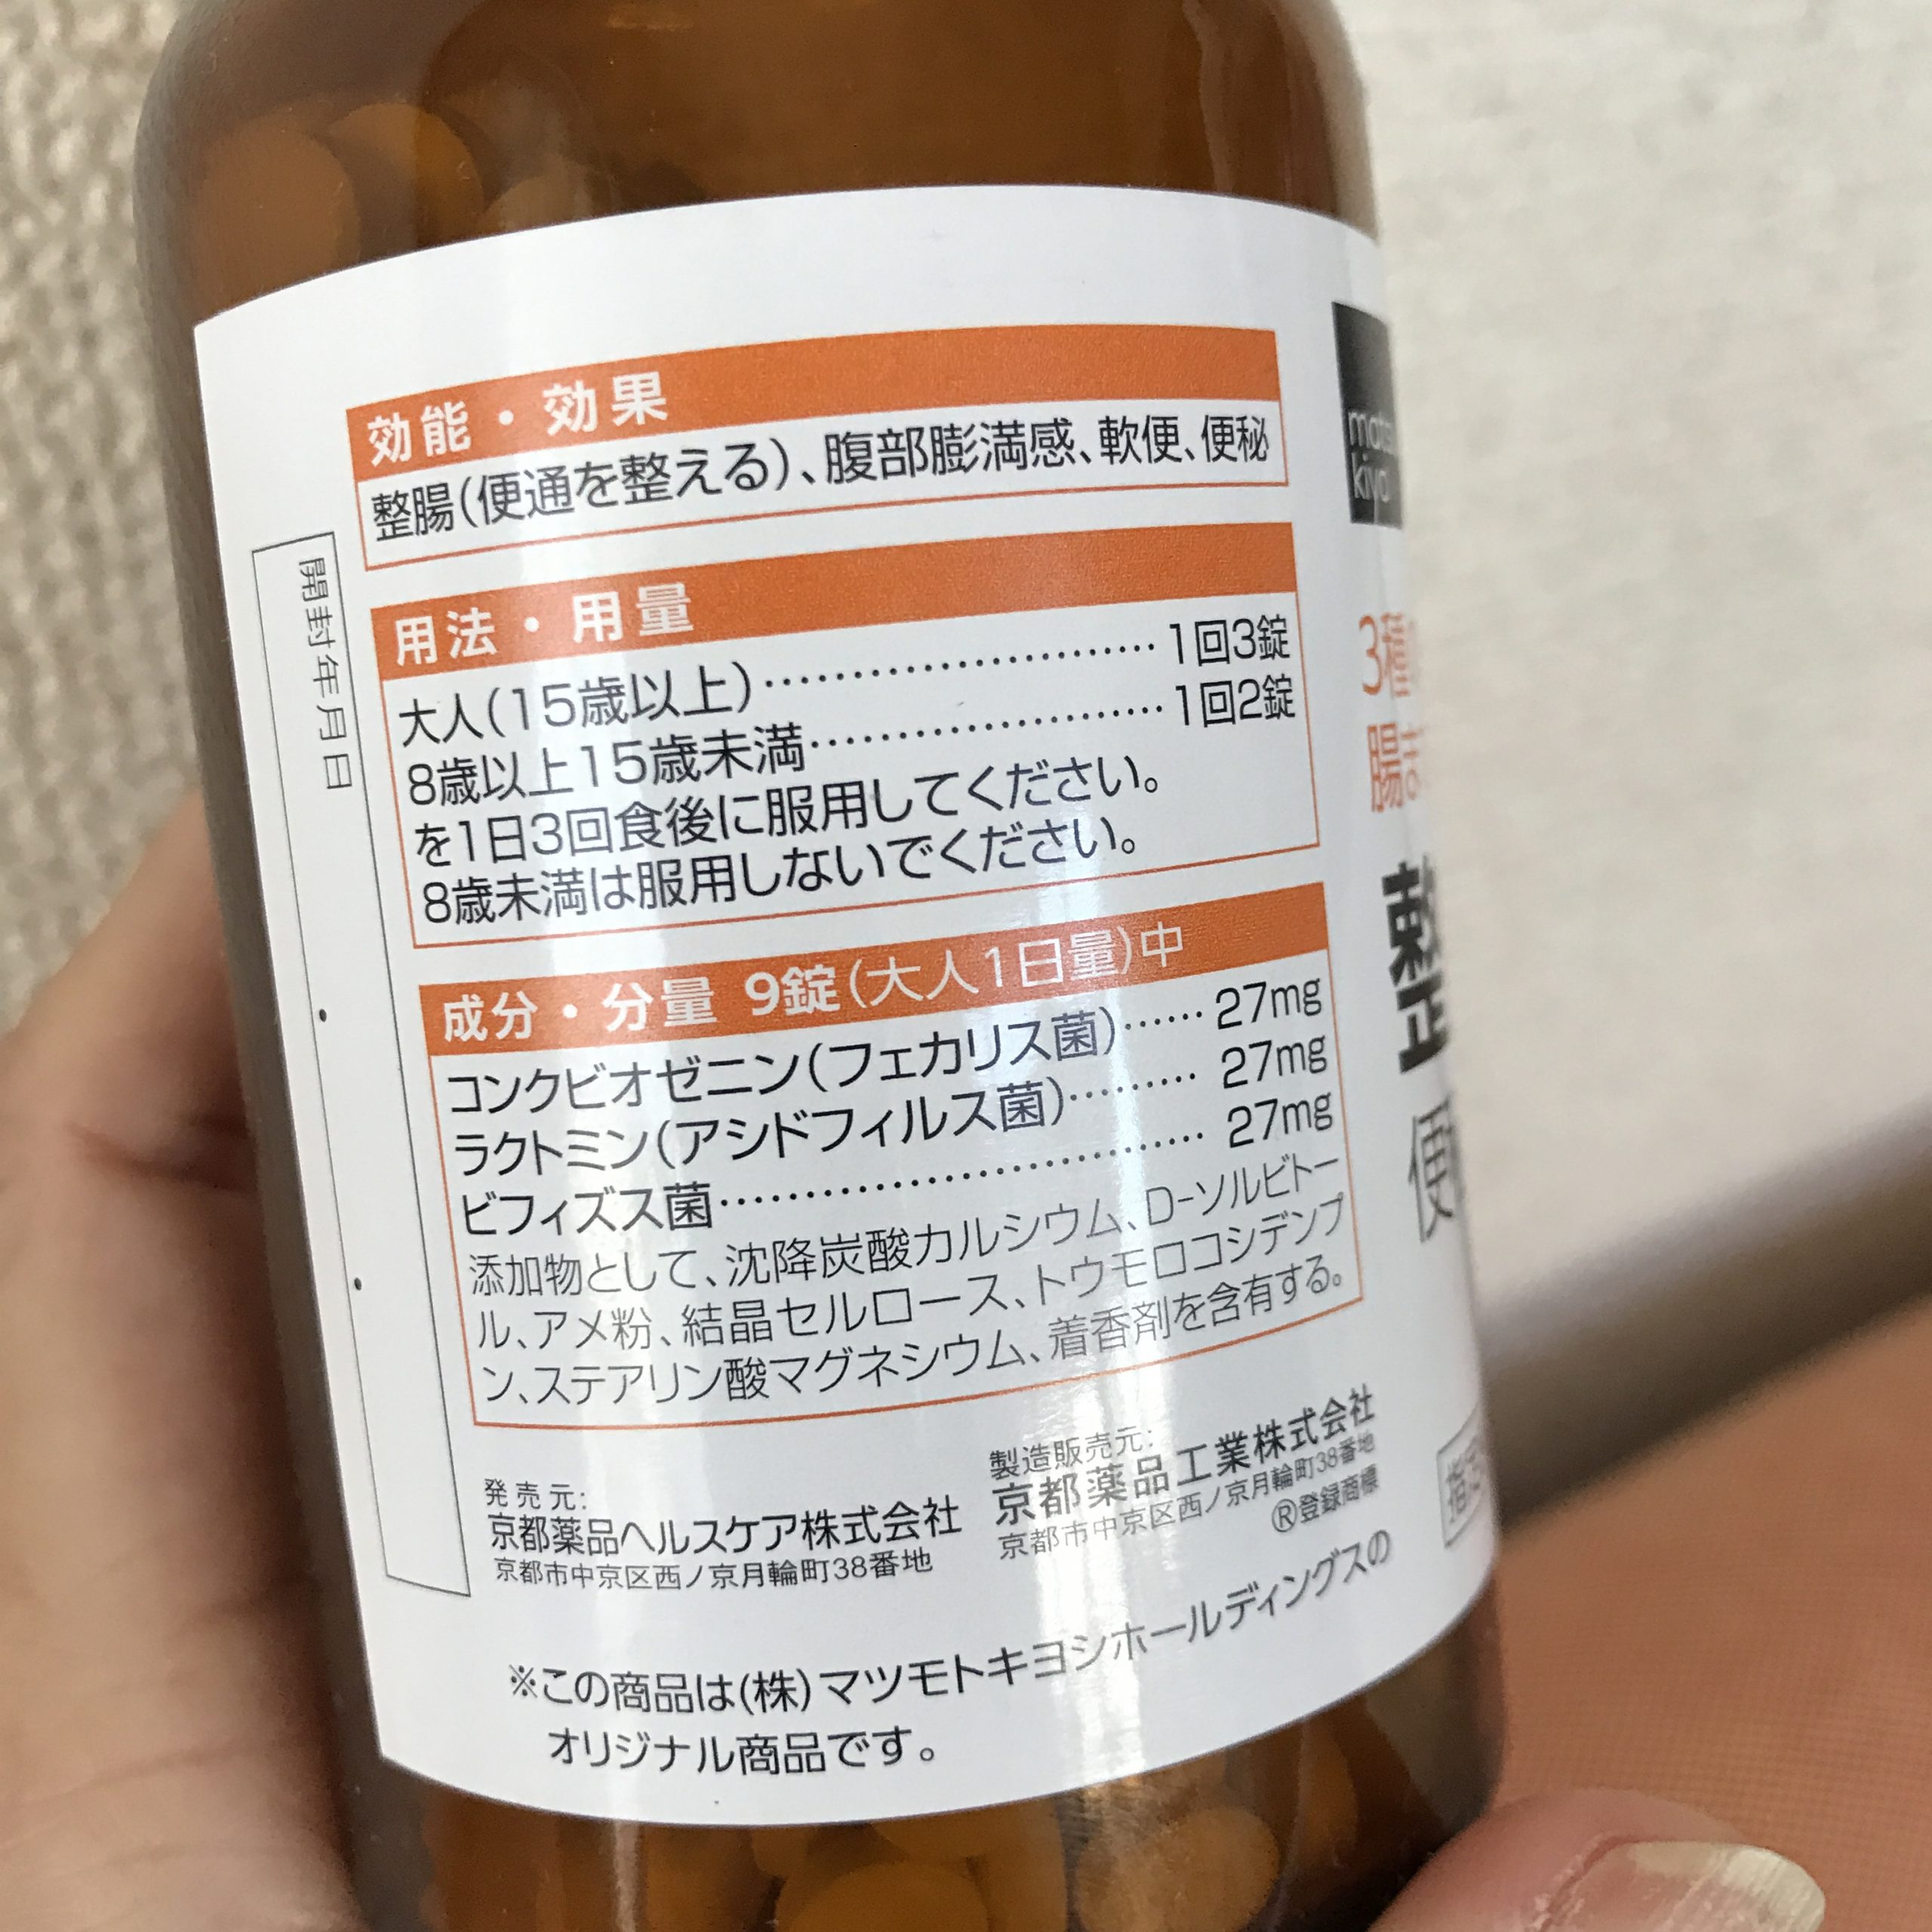 効能・効果
整腸(便通を整える)、腹部膨満感、軟便、便秘
用法・用量
大人(15歳以上)……………………1回3錠
8歳以上15歳未満……………………1回2錠
を1日3回食後に服用してください。
8歳未満は服用しないでください。
成分・分量 9錠(大人1日量)中
コンクビオゼニン(フェカリス菌)……27mg
ラクトミン(アシドフィルス菌)………27mg
ビフィズス菌……………………………27mg
添加物として、沈降炭酸カルシウム、D-ソルビトー
ル、アメ粉、結晶セルロース、トウモロコシデンプ
ン、ステアリン酸マグネシウム、着香剤を含有する。
発売元:
京都薬品ヘルスケア株式会社
京都市中京区西ノ京月輪町38番地
製造販売元:
京都薬品工業株式会社
京都市中京区西ノ京月輪町38番地
®登録商標
※この商品は(株)マツモトキヨシホールディングスの
オリジナル商品です。
開封年月日
kiyo
3種
腸
整
便